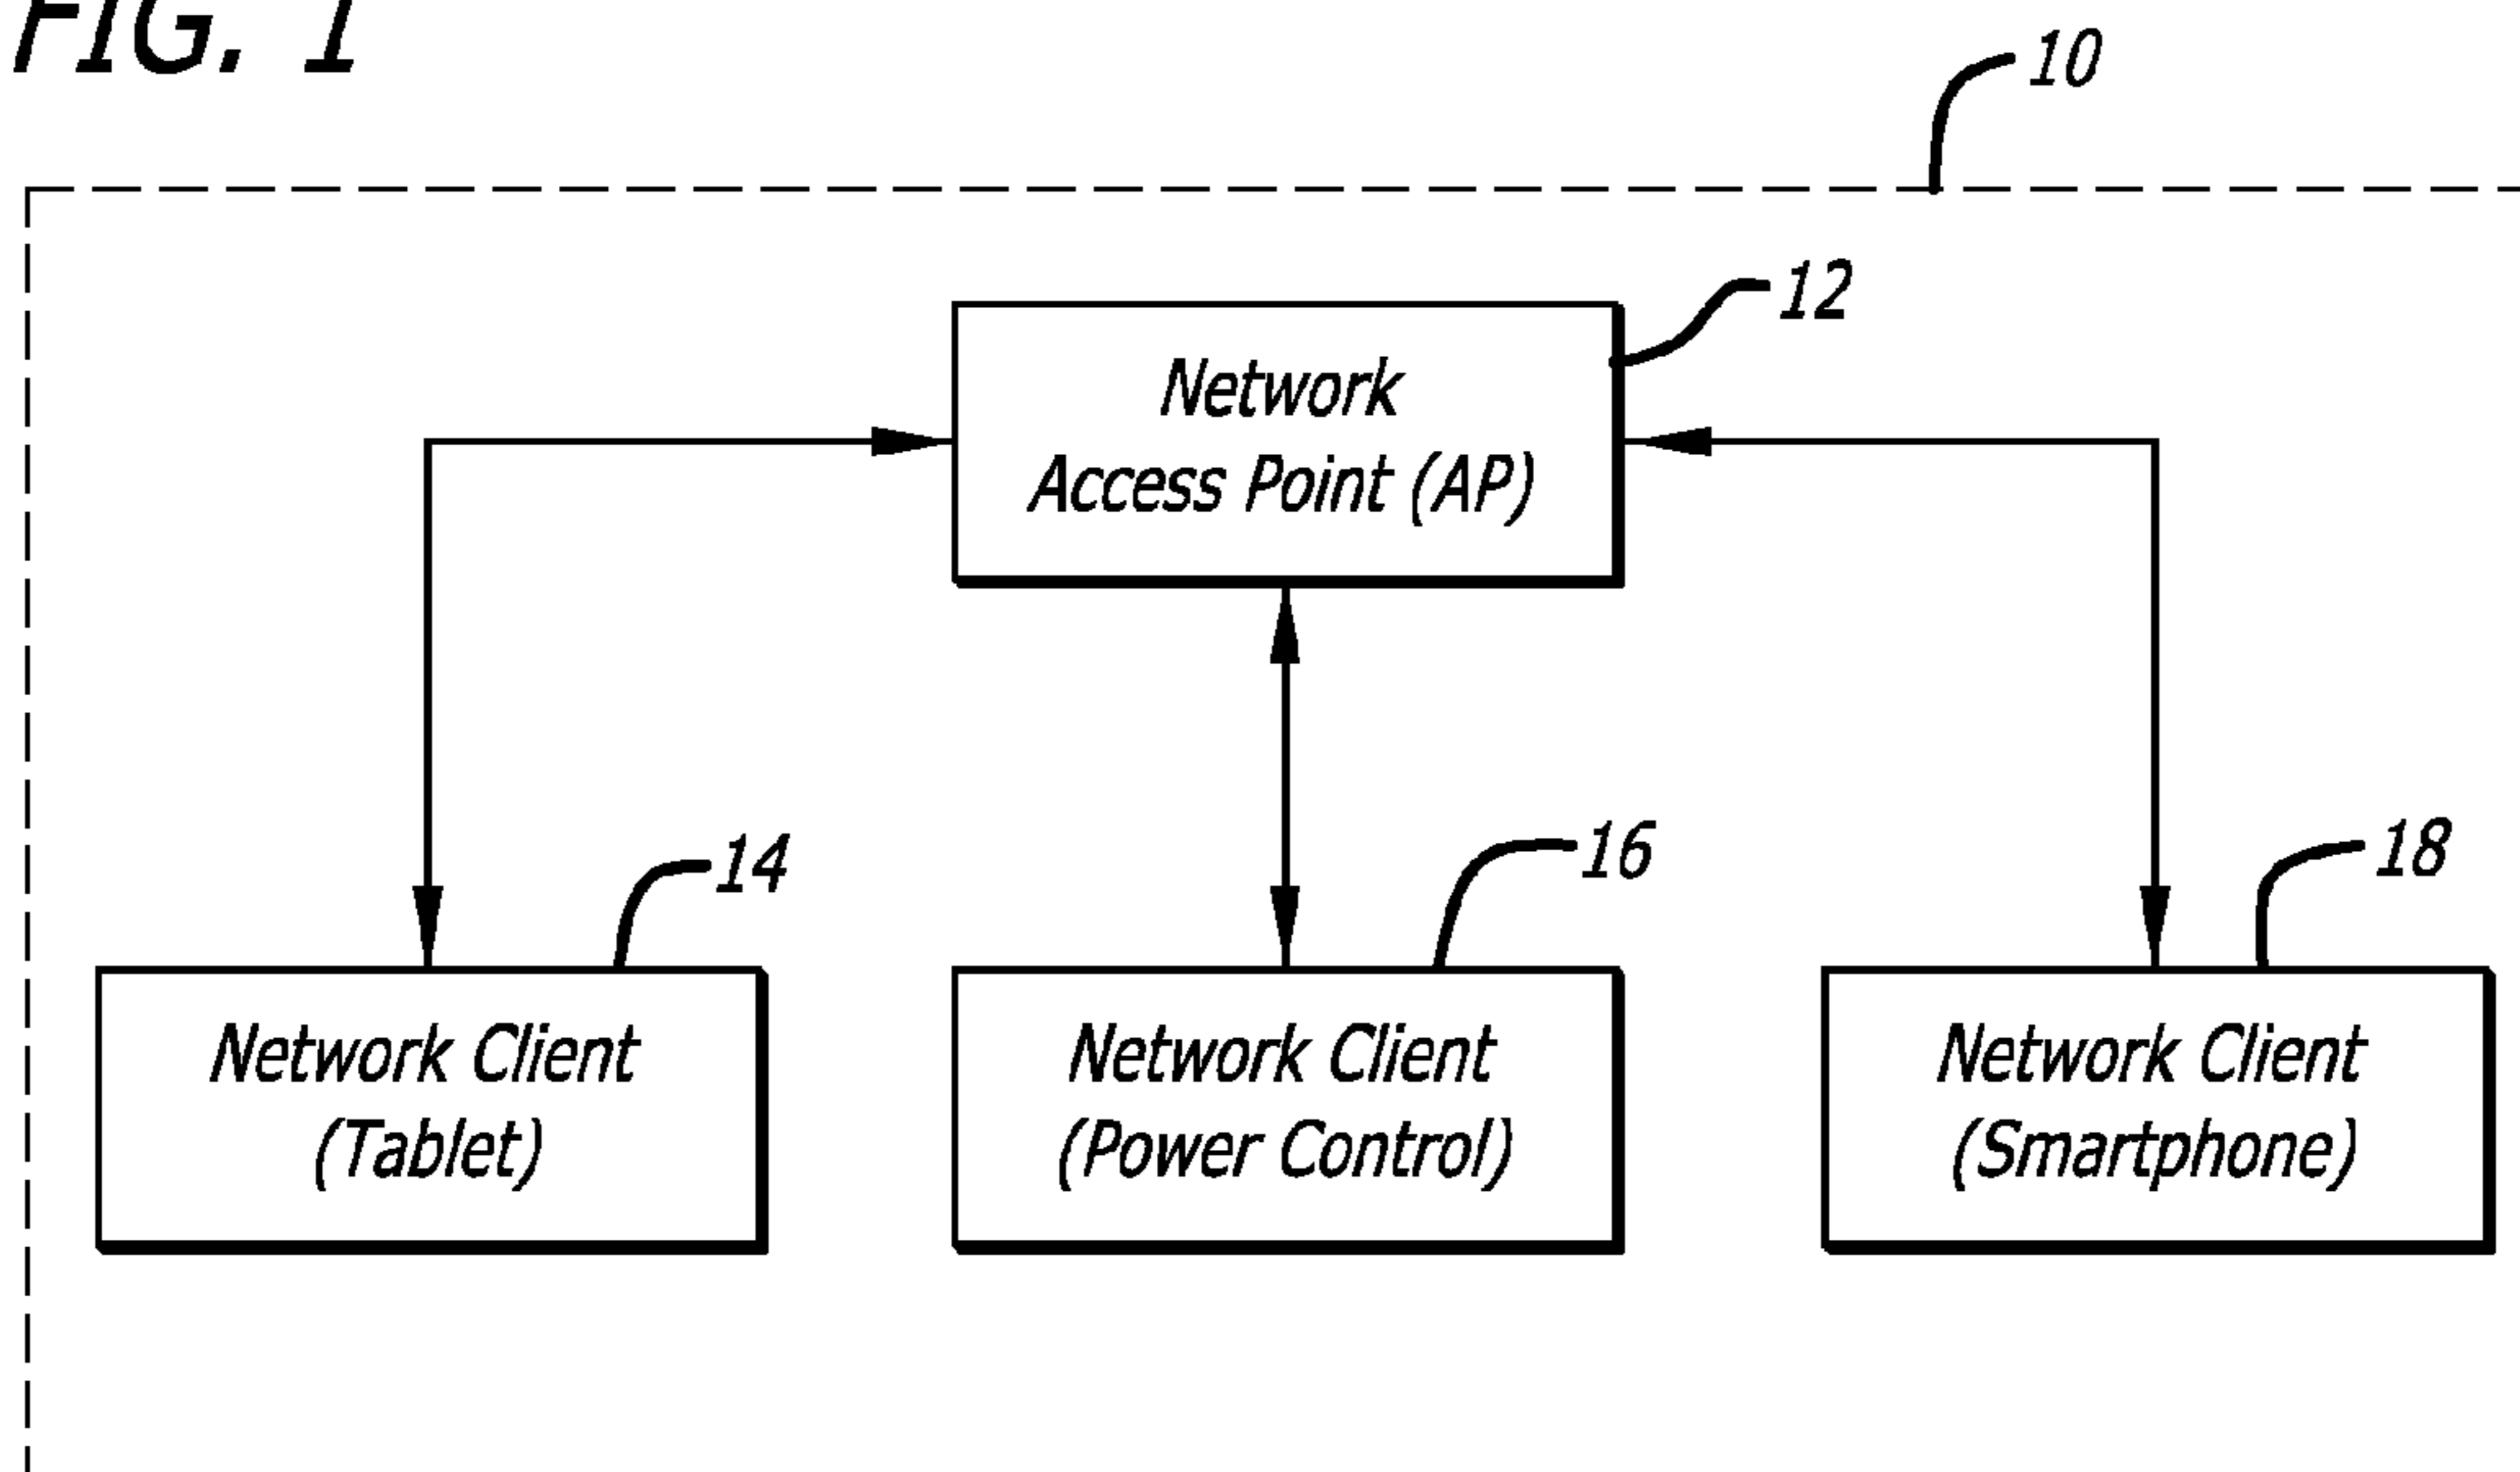 FIG. 1
10
12
Network
Access Point (AP)
14
16
18
Network Client
(Tablet)
Network Client
(Power Control)
Network Client
(Smartphone)